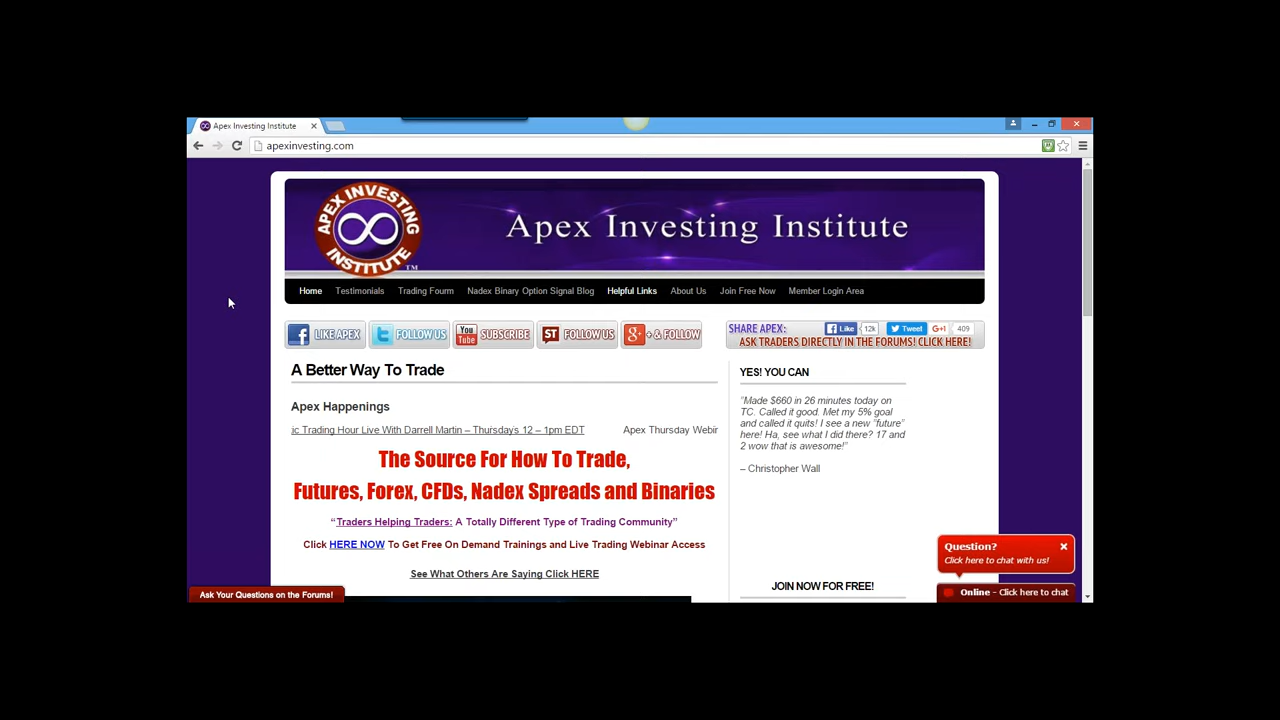 Apex Investing Institute
apexinvesting.com
APEX INVESTING
INSTITUTE
TM
Apex Investing Institute
Home Testimonials Trading Fourm Nadex Binary Option Signal Blog Helpful Links About Us Join Free Now Member Login Area
LIKE APEX FOLLOW US You Tube SUBSCRIBE ST FOLLOW US g+ + & FOLLOW
SHARE APEX: Like 12k Tweet G+1 409
ASK TRADERS DIRECTLY IN THE FORUMS! CLICK HERE!
A Better Way To Trade
Apex Happenings
ic Trading Hour Live With Darrell Martin – Thursdays 12 – 1pm EDT Apex Thursday Webir
The Source For How To Trade,
Futures, Forex, CFDs, Nadex Spreads and Binaries
“Traders Helping Traders: A Totally Different Type of Trading Community”
Click HERE NOW To Get Free On Demand Trainings and Live Trading Webinar Access
See What Others Are Saying Click HERE
YES! YOU CAN
"Made $660 in 26 minutes today on
TC. Called it good. Met my 5% goal
and called it quits! I see a new "future"
here! Ha, see what I did there? 17 and
2 wow that is awesome!"
– Christopher Wall
JOIN NOW FOR FREE!
Question?
Click here to chat with us!
Online - Click here to chat
Ask Your Questions on the Forums!